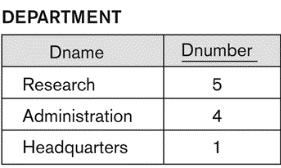 DEPARTMENT
Dname Dnumber
Research 5
Administration 4
Headquarters 1